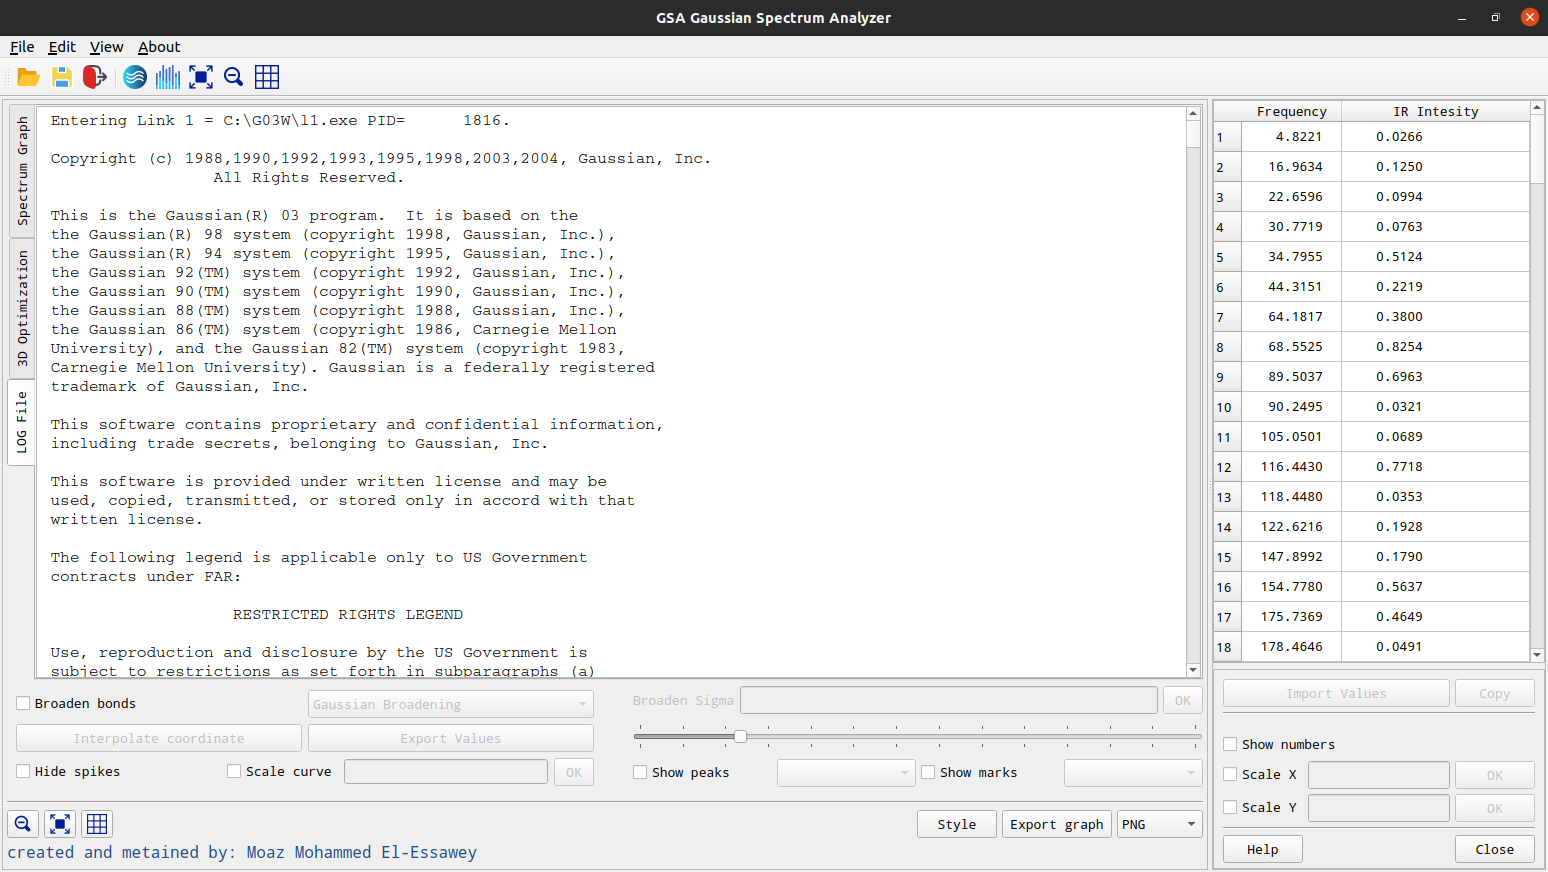 GSA Gaussian Spectrum Analyzer
File Edit View About
Spectrum Graph
3D Optimization
LOG File
Entering Link 1 = C:\G03W\l1.exe PID=      1816.
Copyright (c) 1988,1990,1992,1993,1995,1998,2003,2004, Gaussian, Inc.
All Rights Reserved.
This is the Gaussian(R) 03 program.  It is based on the
the Gaussian(R) 98 system (copyright 1998, Gaussian, Inc.),
the Gaussian(R) 94 system (copyright 1995, Gaussian, Inc.),
the Gaussian 92(TM) system (copyright 1992, Gaussian, Inc.),
the Gaussian 90(TM) system (copyright 1990, Gaussian, Inc.),
the Gaussian 88(TM) system (copyright 1988, Gaussian, Inc.),
the Gaussian 86(TM) system (copyright 1986, Carnegie Mellon
University), and the Gaussian 82(TM) system (copyright 1983,
Carnegie Mellon University). Gaussian is a federally registered
trademark of Gaussian, Inc.
This software contains proprietary and confidential information,
including trade secrets, belonging to Gaussian, Inc.
This software is provided under written license and may be
used, copied, transmitted, or stored only in accord with that
written license.
The following legend is applicable only to US Government
contracts under FAR:
RESTRICTED RIGHTS LEGEND
Use, reproduction and disclosure by the US Government is
subject to restrictions as set forth in subparagraphs (a)
Frequency IR Intesity
1 4.8221 0.0266
2 16.9634 0.1250
3 22.6596 0.0994
4 30.7719 0.0763
5 34.7955 0.5124
6 44.3151 0.2219
7 64.1817 0.3800
8 68.5525 0.8254
9 89.5037 0.6963
10 90.2495 0.0321
11 105.0501 0.0689
12 116.4430 0.7718
13 118.4480 0.0353
14 122.6216 0.1928
15 147.8992 0.1790
16 154.7780 0.5637
17 175.7369 0.4649
18 178.4646 0.0491
Broaden bonds Gaussian Broadening Broaden Sigma OK
Interpolate coordinate Export Values
Hide spikes Scale curve OK Show peaks Show marks
Style Export graph PNG
created and metained by: Moaz Mohammed El-Essawey
Import Values Copy
Show numbers
Scale X OK
Scale Y OK
Help Close